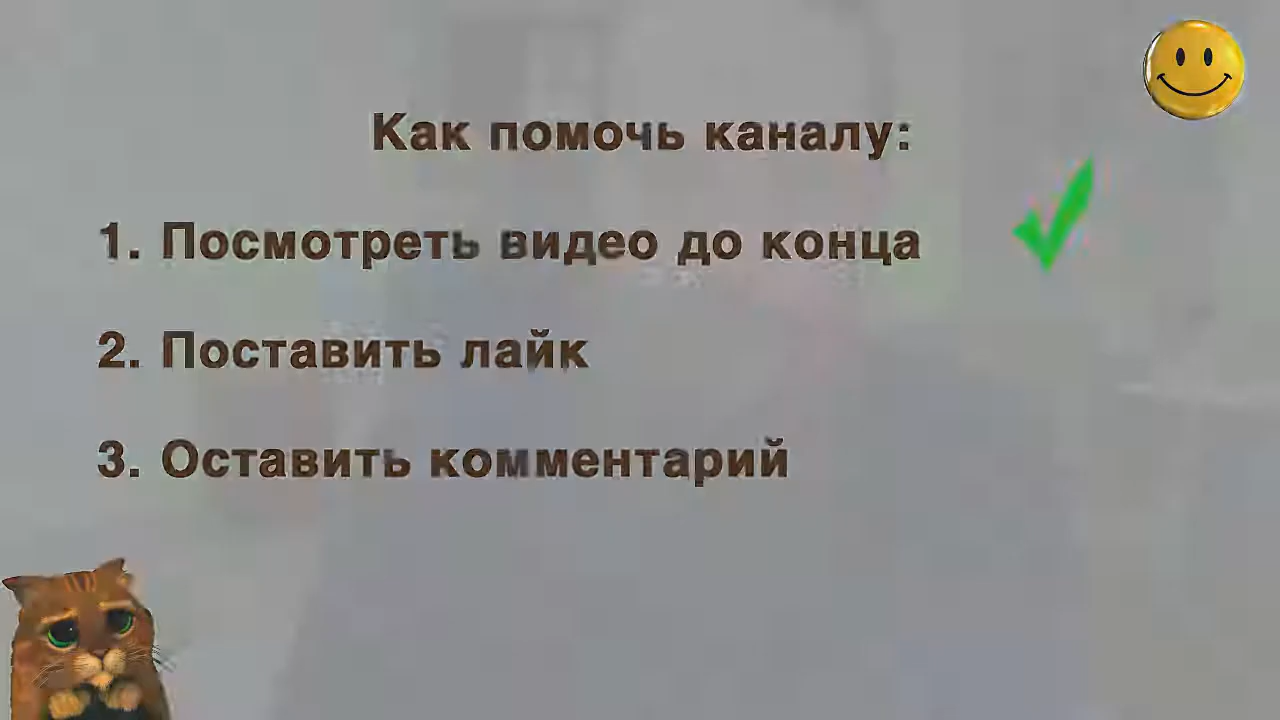 Как помочь каналу:
1. Посмотреть видео до конца
2. Поставить лайк
3. Оставить комментарий